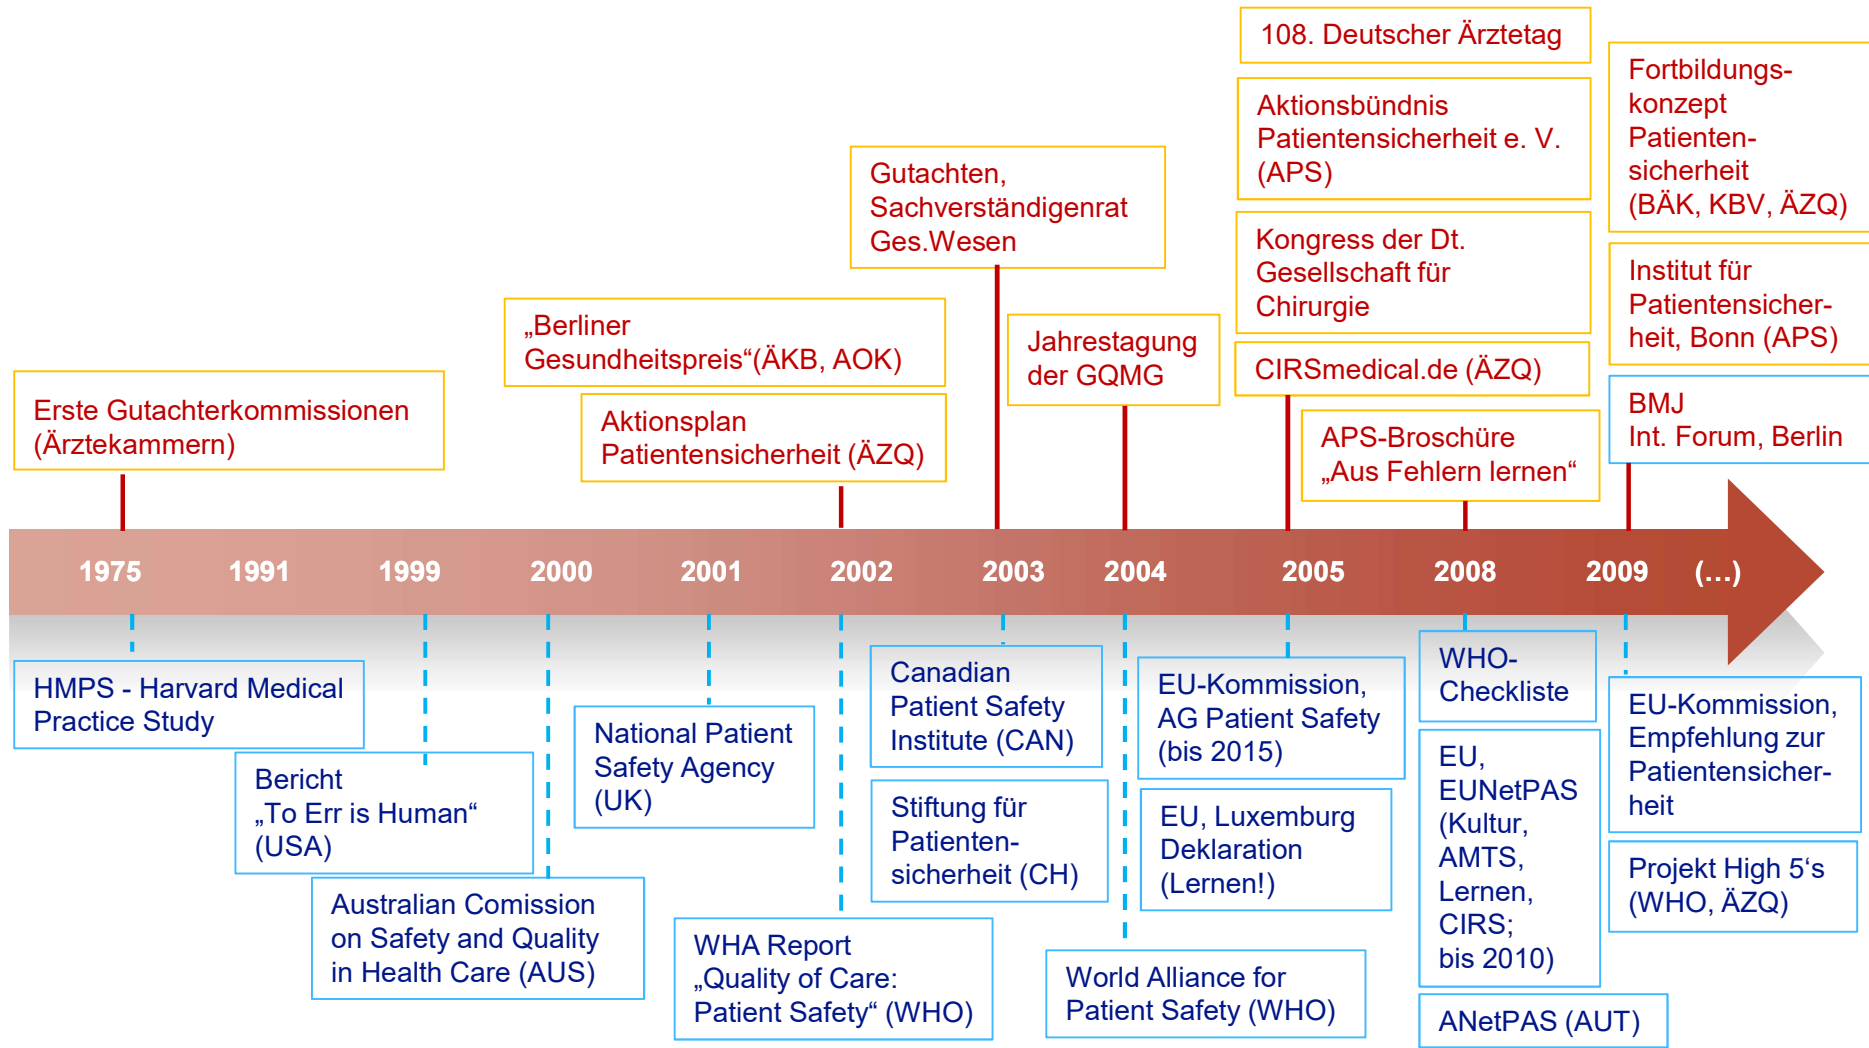 108. Deutscher Ärztetag
Aktionsbündnis
Patientensicherheit e. V.
(APS)
Kongress der Dt.
Gesellschaft für
Chirurgie
CIRSmedical.de (ÄZQ)
Fortbildungs-
konzept
Patienten-
sicherheit
(BÄK, KBV, ÄZQ)
Institut für
Patientensicher-
heit, Bonn (APS)
BMJ
Int. Forum, Berlin
Gutachten,
Sachverständigenrat
Ges.Wesen
„Berliner
Gesundheitspreis“(ÄKB, AOK)
Aktionsplan
Patientensicherheit (ÄZQ)
Jahrestagung
der GQMG
APS-Broschüre
„Aus Fehlern lernen“
Erste Gutachterkommissionen
(Ärztekammern)
1975 1991 1999 2000 2001 2002 2003 2004 2005 2008 2009 (…)
HMPS - Harvard Medical
Practice Study
Bericht
„To Err is Human“
(USA)
Australian Comission
on Safety and Quality
in Health Care (AUS)
National Patient
Safety Agency
(UK)
WHA Report
„Quality of Care:
Patient Safety“ (WHO)
Canadian
Patient Safety
Institute (CAN)
Stiftung für
Patienten-
sicherheit (CH)
World Alliance for
Patient Safety (WHO)
EU-Kommission,
AG Patient Safety
(bis 2015)
EU, Luxemburg
Deklaration
(Lernen!)
WHO-
Checkliste
EU,
EUNetPAS
(Kultur,
AMTS,
Lernen,
CIRS;
bis 2010)
ANetPAS (AUT)
EU-Kommission,
Empfehlung zur
Patientensicher-
heit
Projekt High 5‘s
(WHO, ÄZQ)